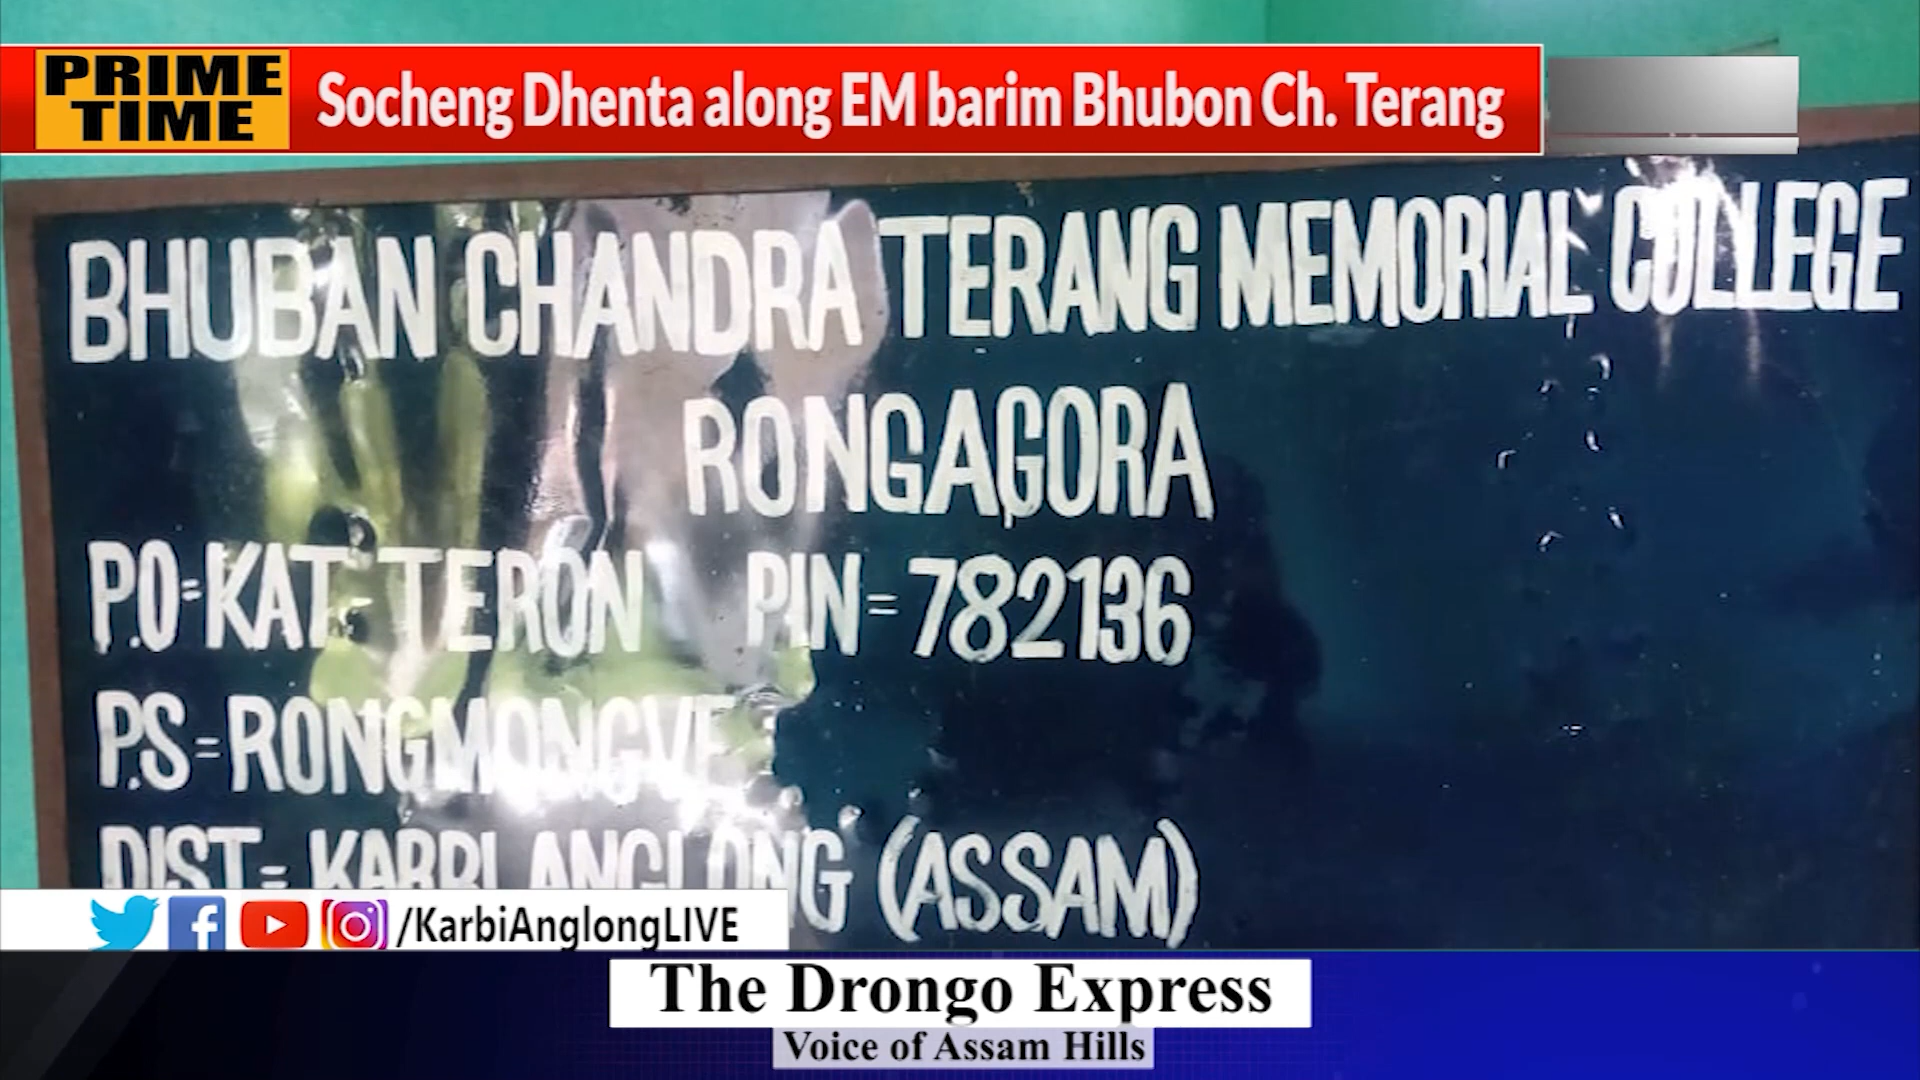 PRIME
TIME
Socheng Dhenta along EM barim Bhubon Ch. Terang
BHUBAN CHANDRA TERANG MEMORIAL COLLEGE
RONGAGORA
P.O=KAT-TERON PIN=782136
P.S=RONGMONGVE
DIST= KARBI ANGLONG (ASSAM)
/KarbiAnglongLIVE
The Drongo Express
Voice of Assam Hills